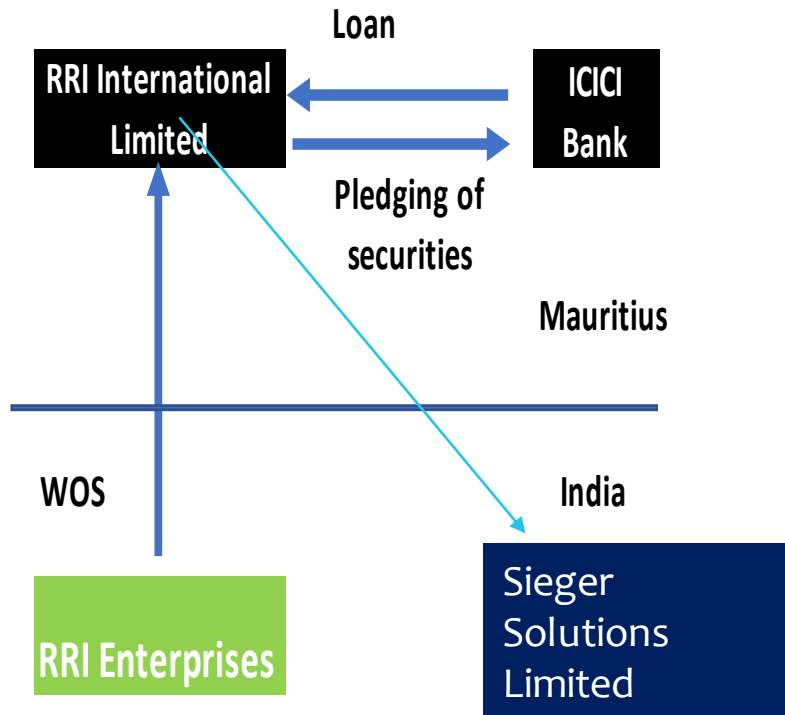 Loan
RRI International
Limited
ICICI
Bank
Pledging of
securities
Mauritius
WOS
India
RRI Enterprises
Sieger
Solutions
Limited